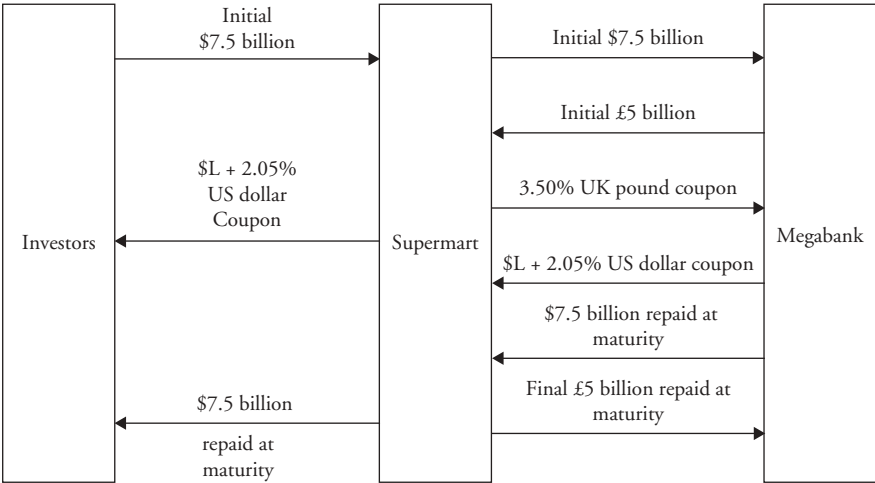 Initial
$7.5 billion
Initial $7.5 billion
Initial £5 billion
$L + 2.05%
US dollar
Coupon
3.50% UK pound coupon
Investors
Supermart
Megabank
$L + 2.05% US dollar coupon
$7.5 billion repaid at
maturity
Final £5 billion repaid at
maturity
$7.5 billion
repaid at
maturity